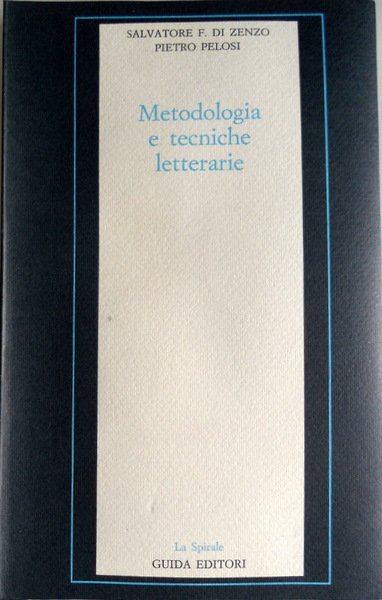 SALVATORE F. DI ZENZO
PIETRO PELOSI
Metodologia
e tecniche
letterarie
La Spirale
GUIDA EDITORI